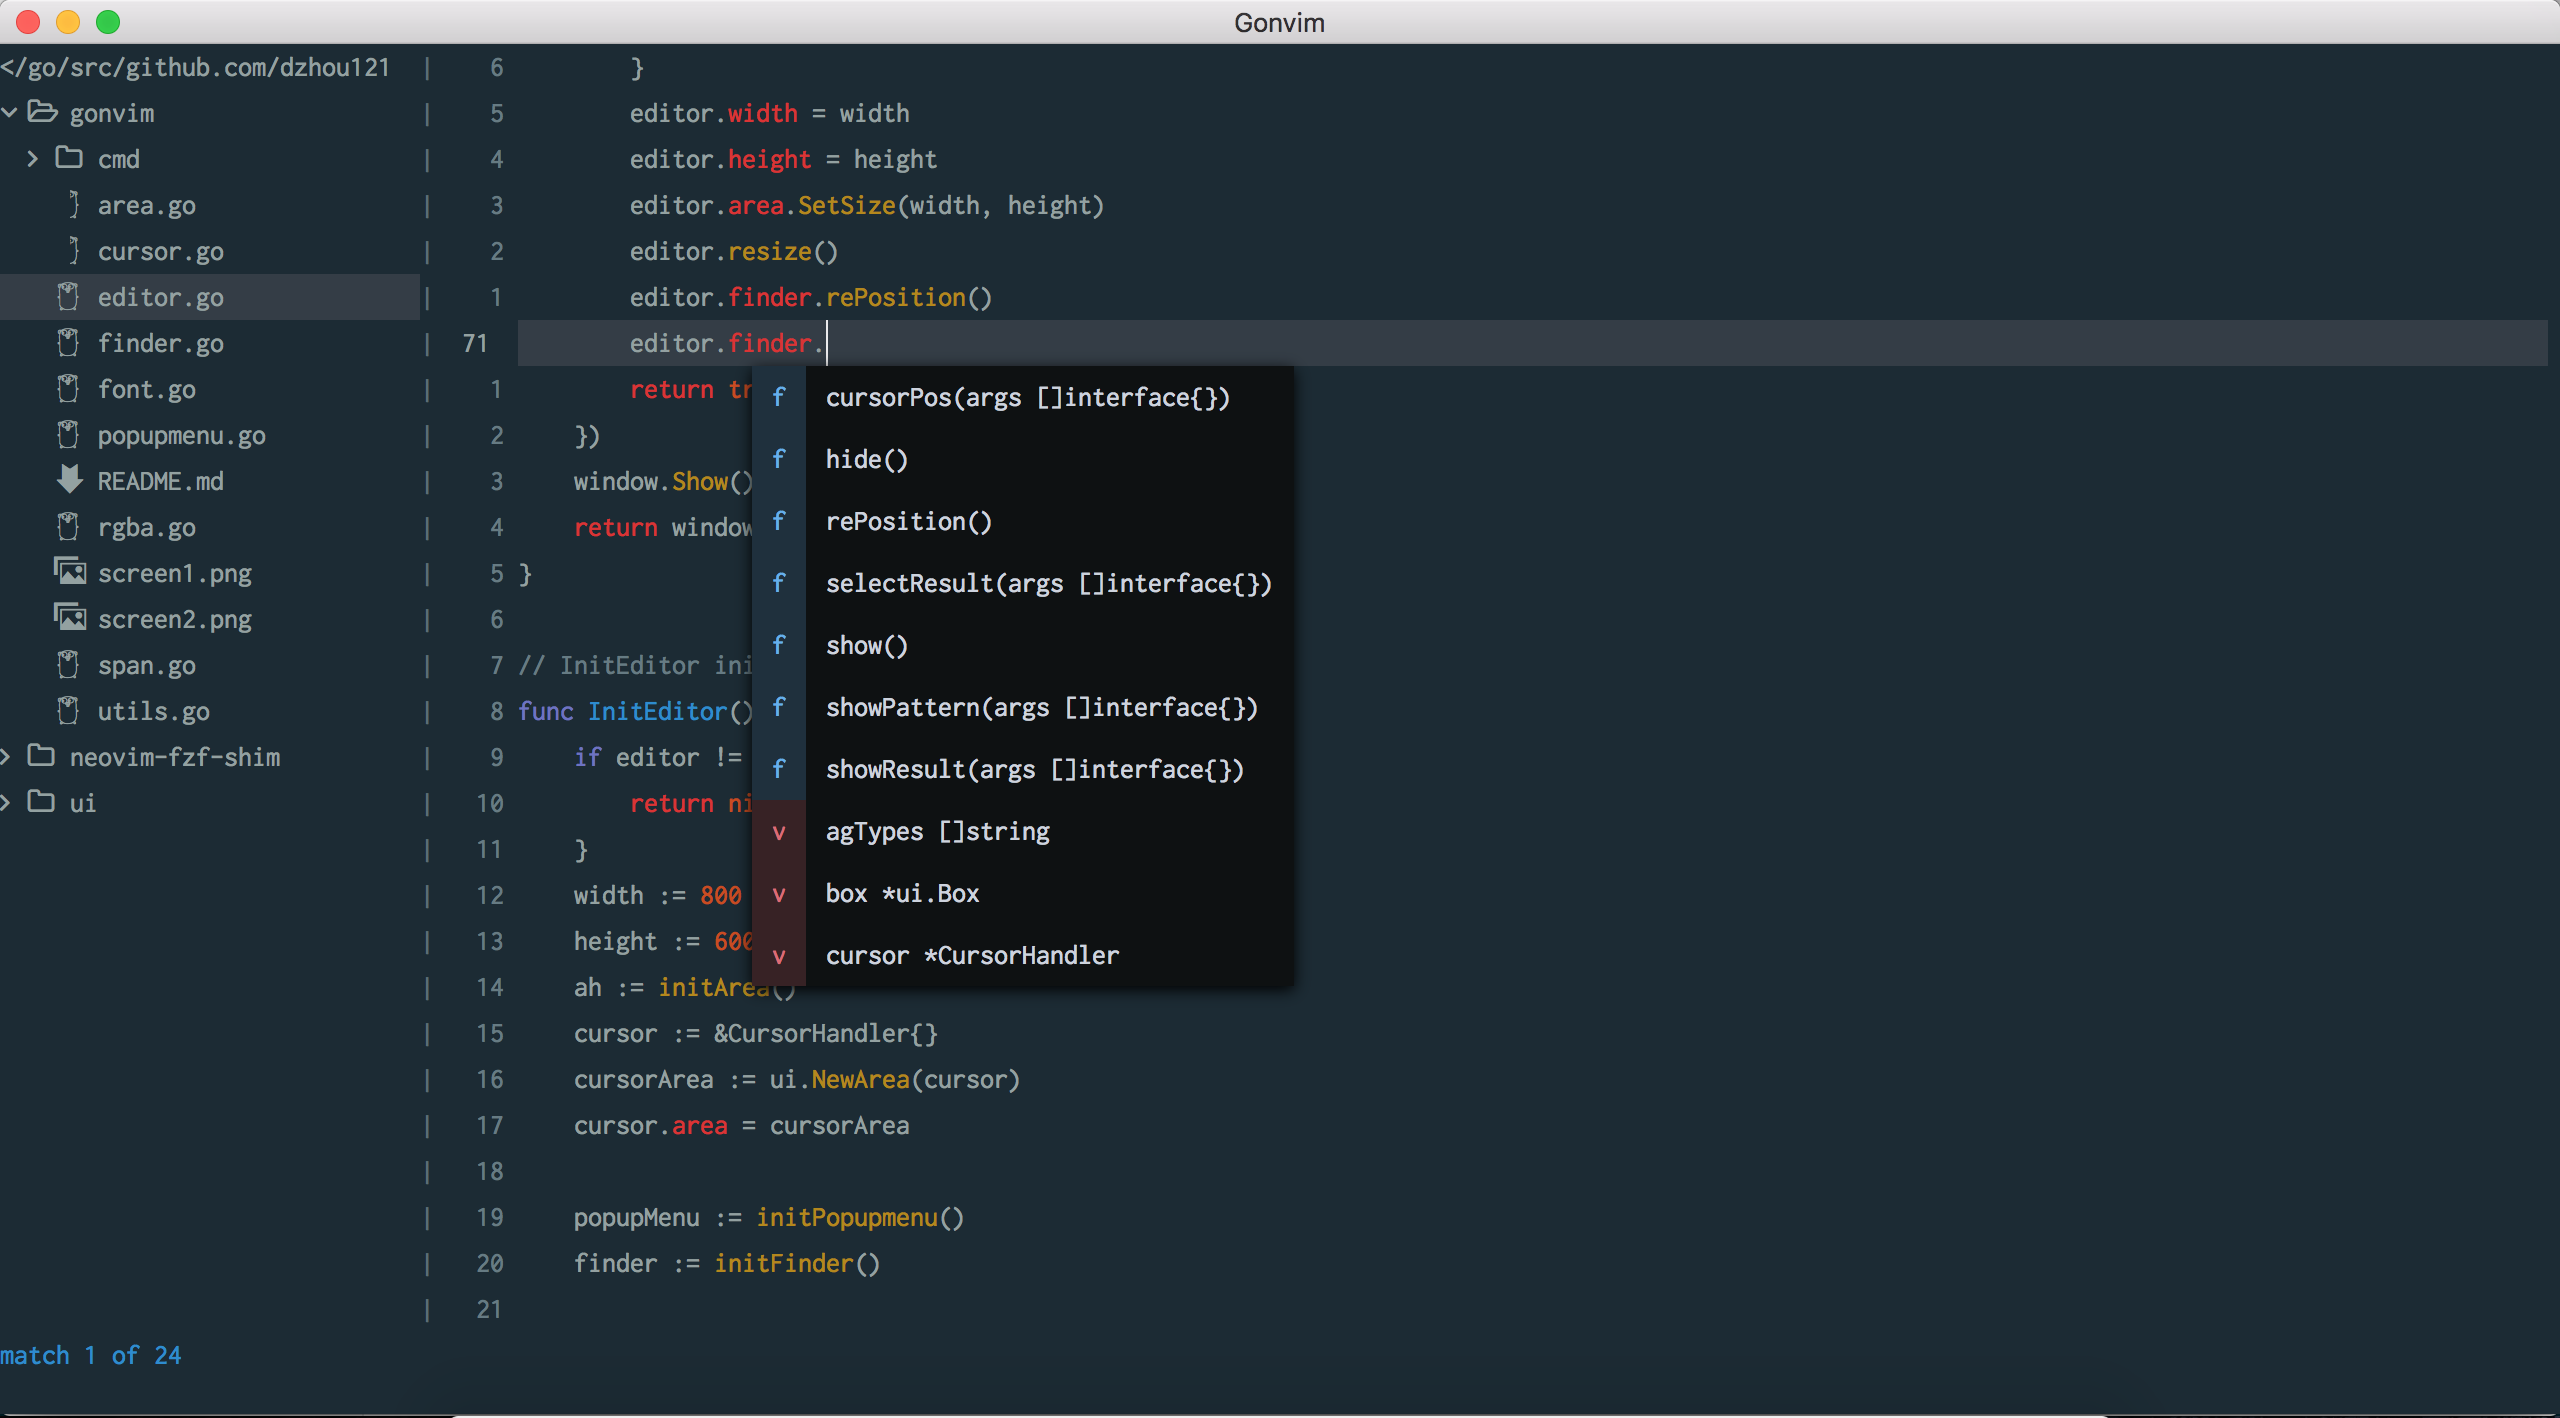 Gonvim
</go/src/github.com/dzhou121
gonvim
cmd
area.go
cursor.go
editor.go
finder.go
font.go
popupmenu.go
README.md
rgba.go
screen1.png
screen2.png
span.go
utils.go
neovim-fzf-shim
ui
6 }
5 editor.width = width
4 editor.height = height
3 editor.area.SetSize(width, height)
2 editor.resize()
1 editor.finder.rePosition()
71 editor.finder.
1 return tr
2 })
3 window.Show()
4 return window
5 }
6
7 // InitEditor ini
8 func InitEditor()
9 if editor !=
10 return ni
11 }
12 width := 800
13 height := 600
14 ah := initArea()
15 cursor := &CursorHandler{}
16 cursorArea := ui.NewArea(cursor)
17 cursor.area = cursorArea
18
19 popupMenu := initPopupmenu()
20 finder := initFinder()
21
f cursorPos(args []interface{})
f hide()
f rePosition()
f selectResult(args []interface{})
f show()
f showPattern(args []interface{})
f showResult(args []interface{})
v agTypes []string
v box *ui.Box
v cursor *CursorHandler
match 1 of 24